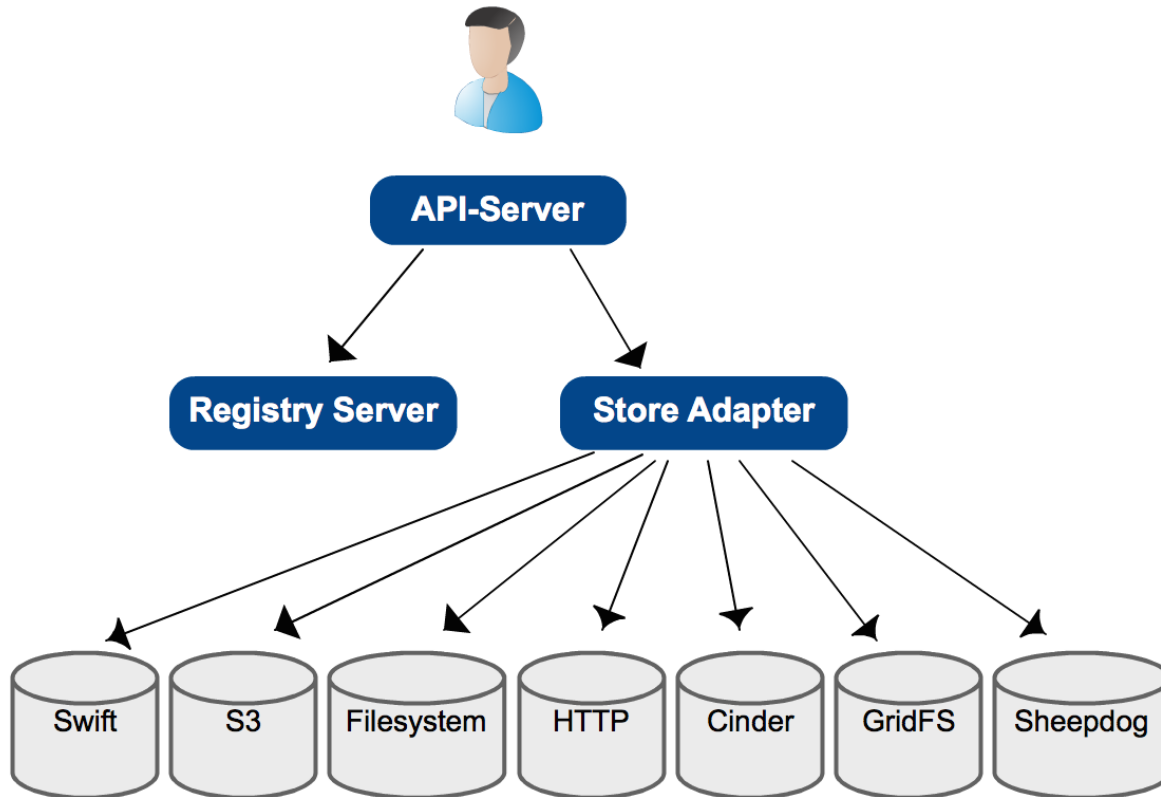 API-Server
Registry Server
Store Adapter
Swift
S3
Filesystem
HTTP
Cinder
GridFS
Sheepdog